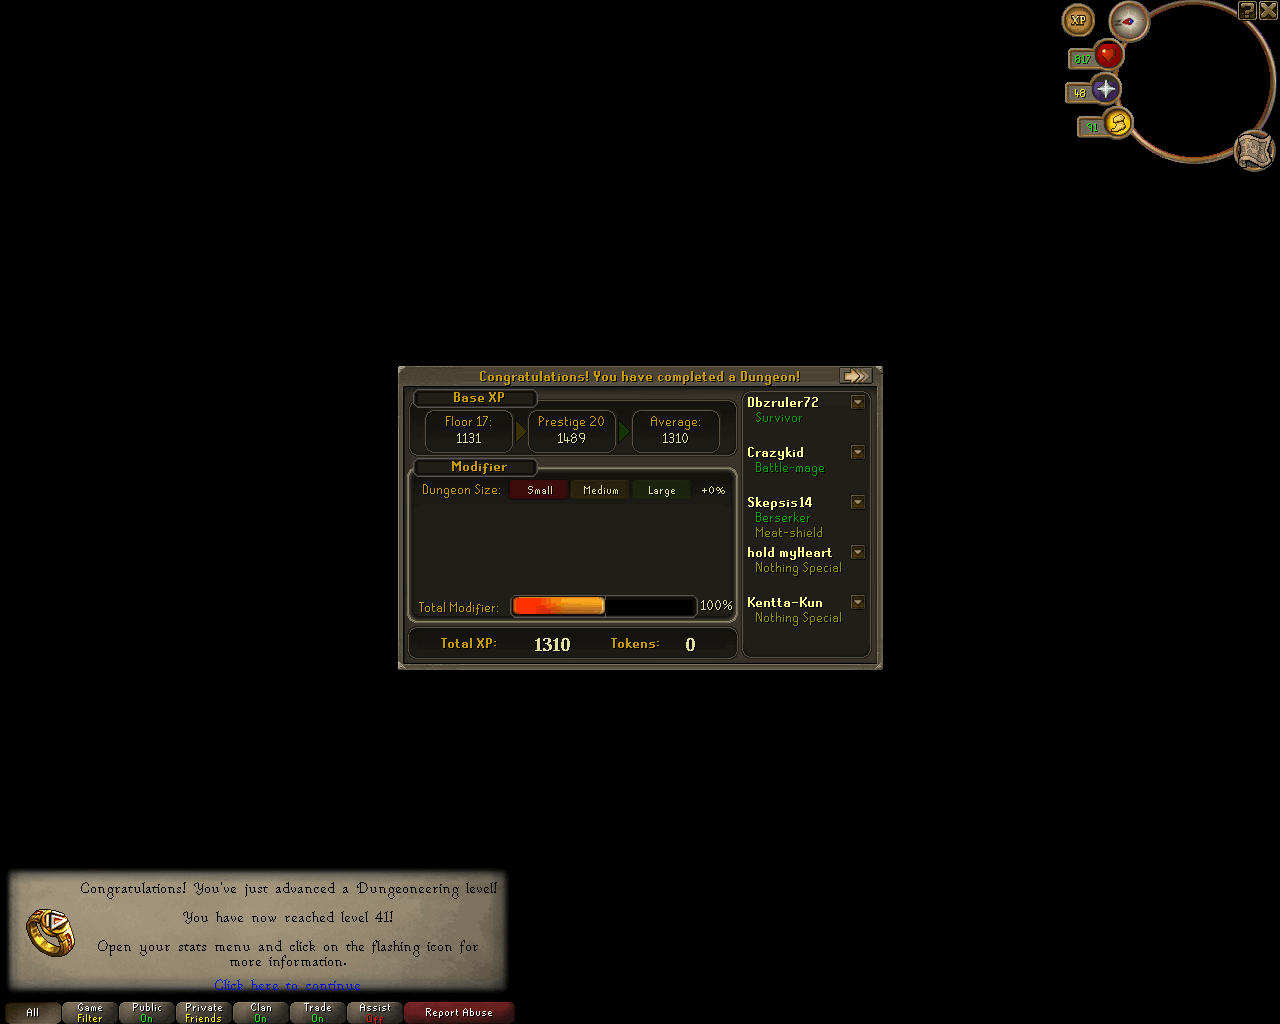 XP
817
48
91
Congratulations! You have completed a Dungeon!
Base XP
Floor 17: Prestige 20 Average:
1131 1489 1310
Modifier
Dungeon Size: Small Medium Large +0%
Total Modifier: 100%
Total XP: 1310 Tokens: 0
Dbzruler72
Survivor
Crazykid
Battle-mage
Skepsis14
Berserker
Meat-shield
hold myHeart
Nothing Special
Kentta-Kun
Nothing Special
Congratulations! You've just advanced a Dungeoneering level!
You have now reached level 41!
Open your stats menu and click on the flashing icon for
more information.
Click here to continue
All Game Public Private Clan Trade Assist Report Abuse
Filter On Friends On On Off